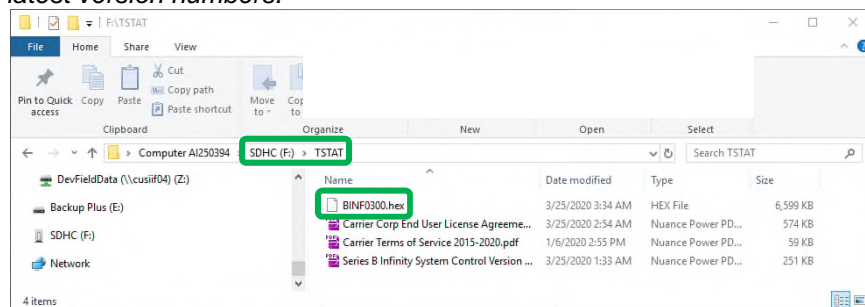 latest version numbers.
F:\TSTAT
File Home Share View
Pin to Quick access
Copy
Paste
Cut
Copy path
Paste shortcut
Move to
Clipboard Organize New Open Select
Computer AI250394 SDHC (F:) TSTAT
Search TSTAT
DevFieldData (\\cusiif04) (Z:)
Backup Plus (E:)
SDHC (F:)
Network
Name Date modified Type Size
BINF0300.hex 3/25/2020 3:34 AM HEX File 6,599 KB
Carrier Corp End User License Agreeme... 3/25/2020 2:54 AM Nuance Power PD... 574 KB
Carrier Terms of Service 2015-2020.pdf 1/6/2020 2:55 PM Nuance Power PD... 59 KB
Series B Infinity System Control Version ... 3/25/2020 1:33 AM Nuance Power PD... 251 KB
4 items